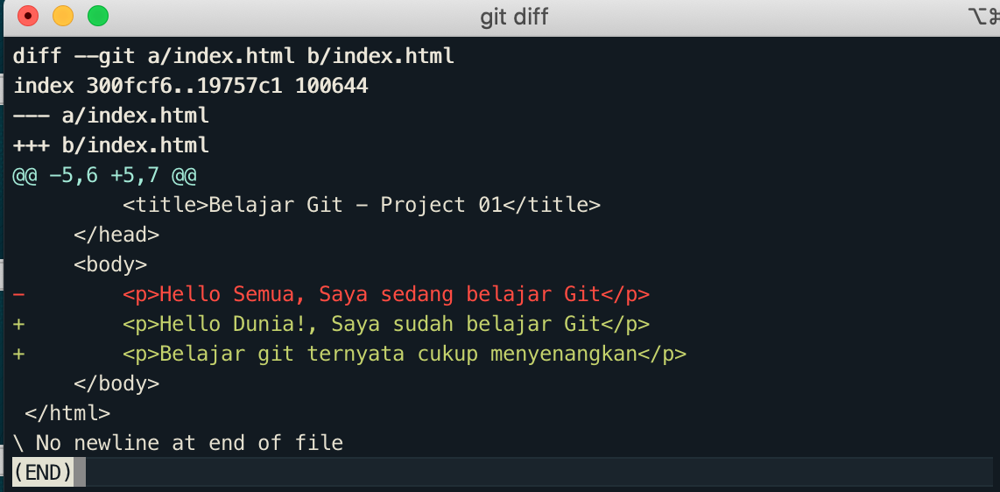 git diff
⌥⌘
diff --git a/index.html b/index.html
index 300fcf6..19757c1 100644
--- a/index.html
+++ b/index.html
@@ -5,6 +5,7 @@
         <title>Belajar Git - Project 01</title>
     </head>
     <body>
-        <p>Hello Semua, Saya sedang belajar Git</p>
+        <p>Hello Dunia!, Saya sudah belajar Git</p>
+        <p>Belajar git ternyata cukup menyenangkan</p>
     </body>
 </html>
\ No newline at end of file
(END)